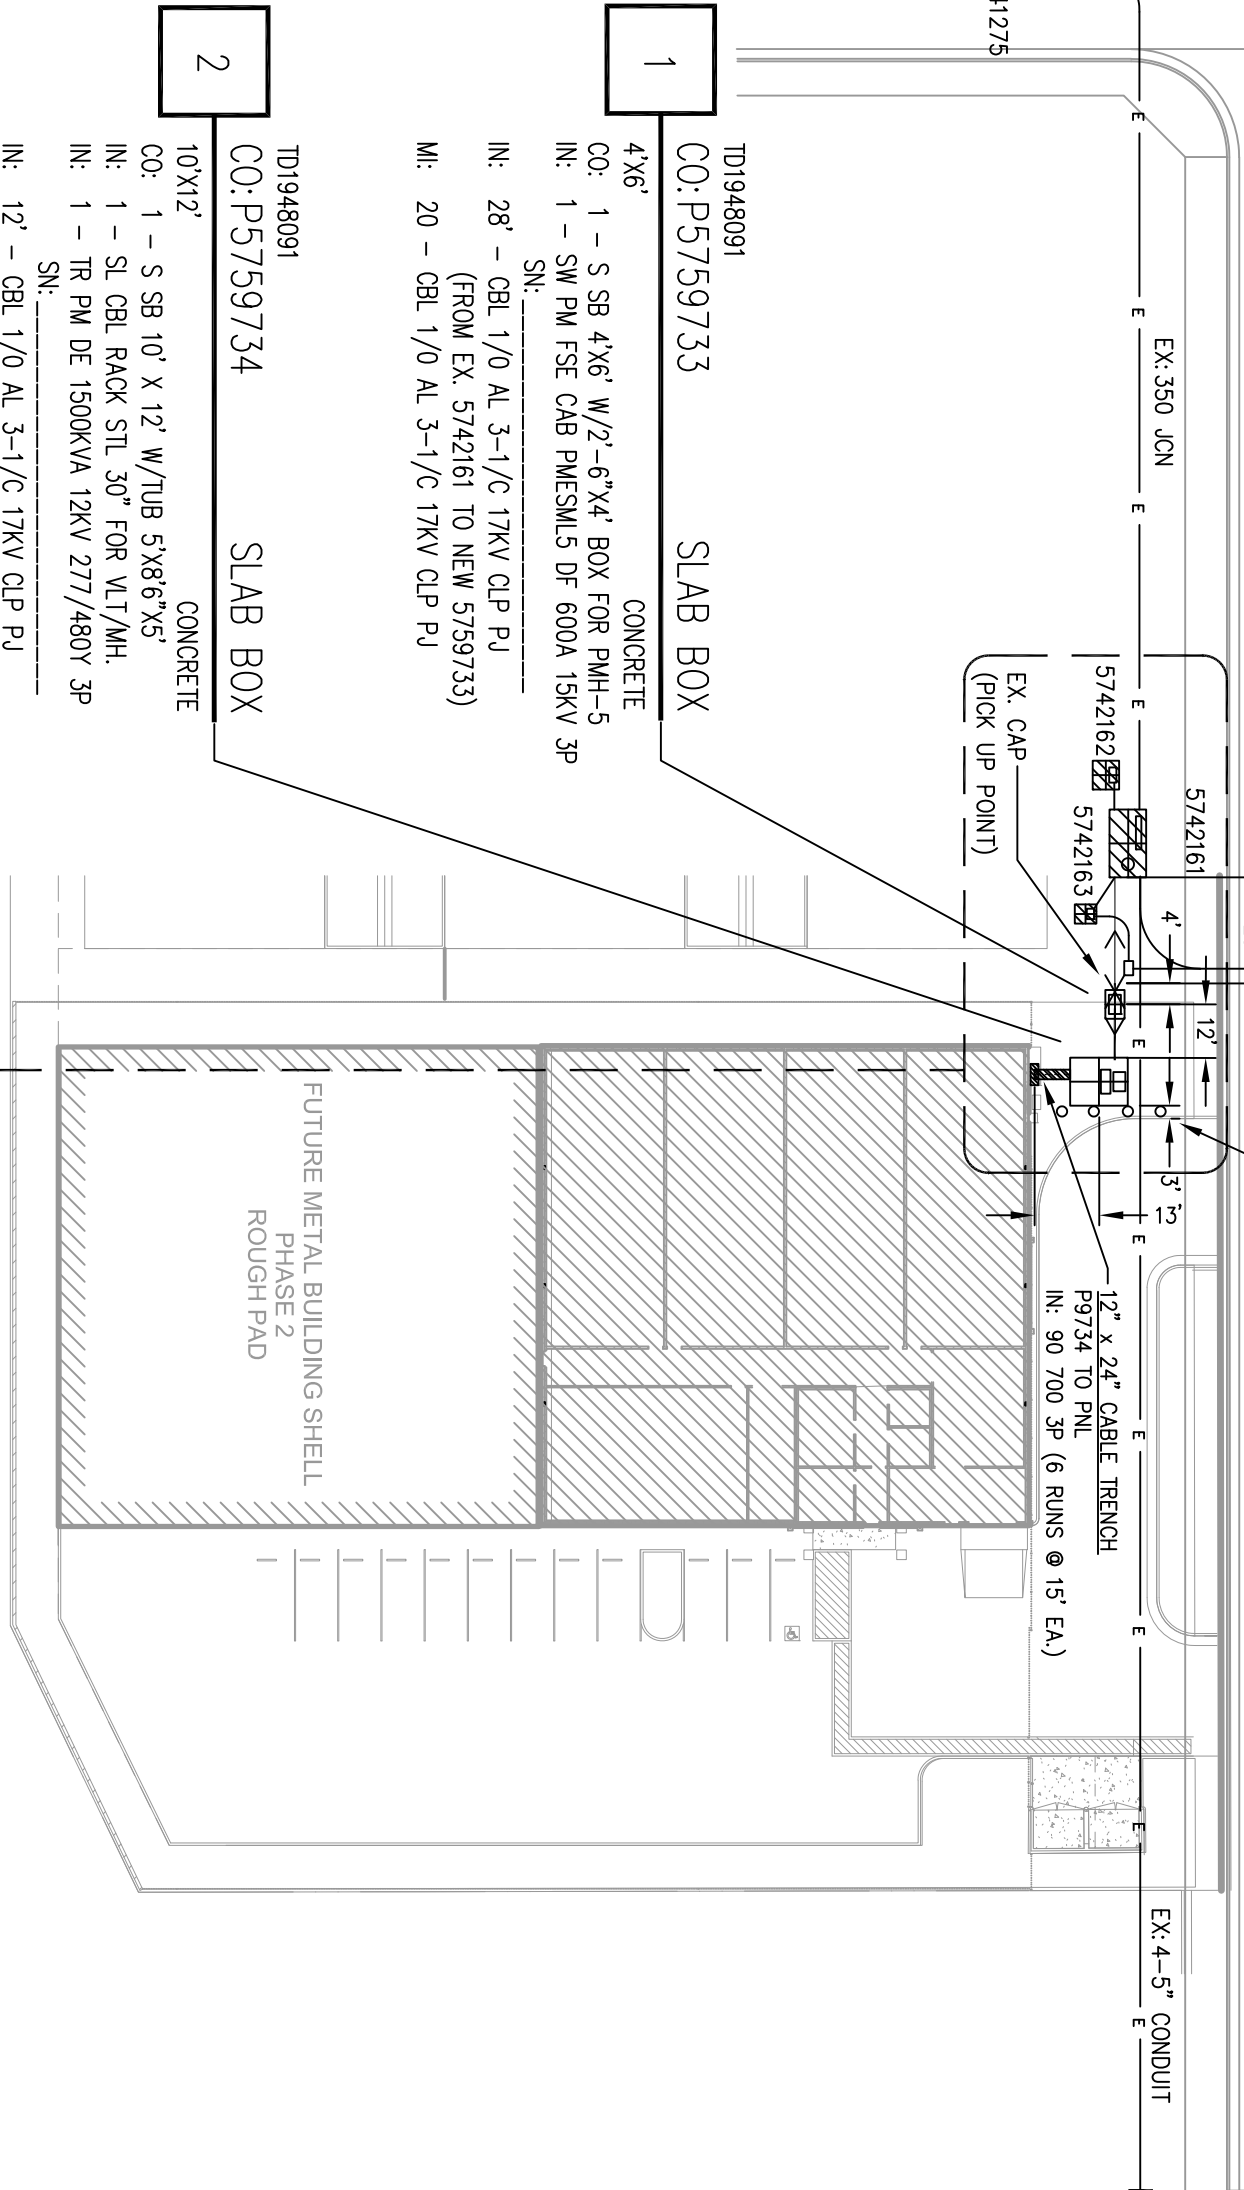 41275
EX: 350 JCN
5742161
5742162
5742163
EX. CAP
(PICK UP POINT)
4'
12'
3'
13'
E E E E E E E E E E
EX: 4-5" CONDUIT
12" x 24" CABLE TRENCH
P9734 TO PNL
IN: 90 700 3P (6 RUNS @ 15' EA.)
1
TD1948091
CO: P5759733 SLAB BOX
4'X6' CONCRETE
CO: 1 - S SB 4'X6' W/2'-6"X4' BOX FOR PMH-5
IN: 1 - SW PM FSE CAB PMESML5 DF 600A 15KV 3P
SN:
IN: 28' - CBL 1/0 AL 3-1/C 17KV CLP PJ
(FROM EX. 5742161 TO NEW 5759733)
MI: 20 - CBL 1/0 AL 3-1/C 17KV CLP PJ
2
TD1948091
CO: P5759734 SLAB BOX
10'X12' CONCRETE
CO: 1 - S SB 10' X 12' W/TUB 5'X8'6"X5'
IN: 1 - SL CBL RACK STL 30" FOR VLT/MH.
IN: 1 - TR PM DE 1500KVA 12KV 277/480Y 3P
SN:
IN: 12' - CBL 1/0 AL 3-1/C 17KV CLP PJ
FUTURE METAL BUILDING SHELL
PHASE 2
ROUGH PAD